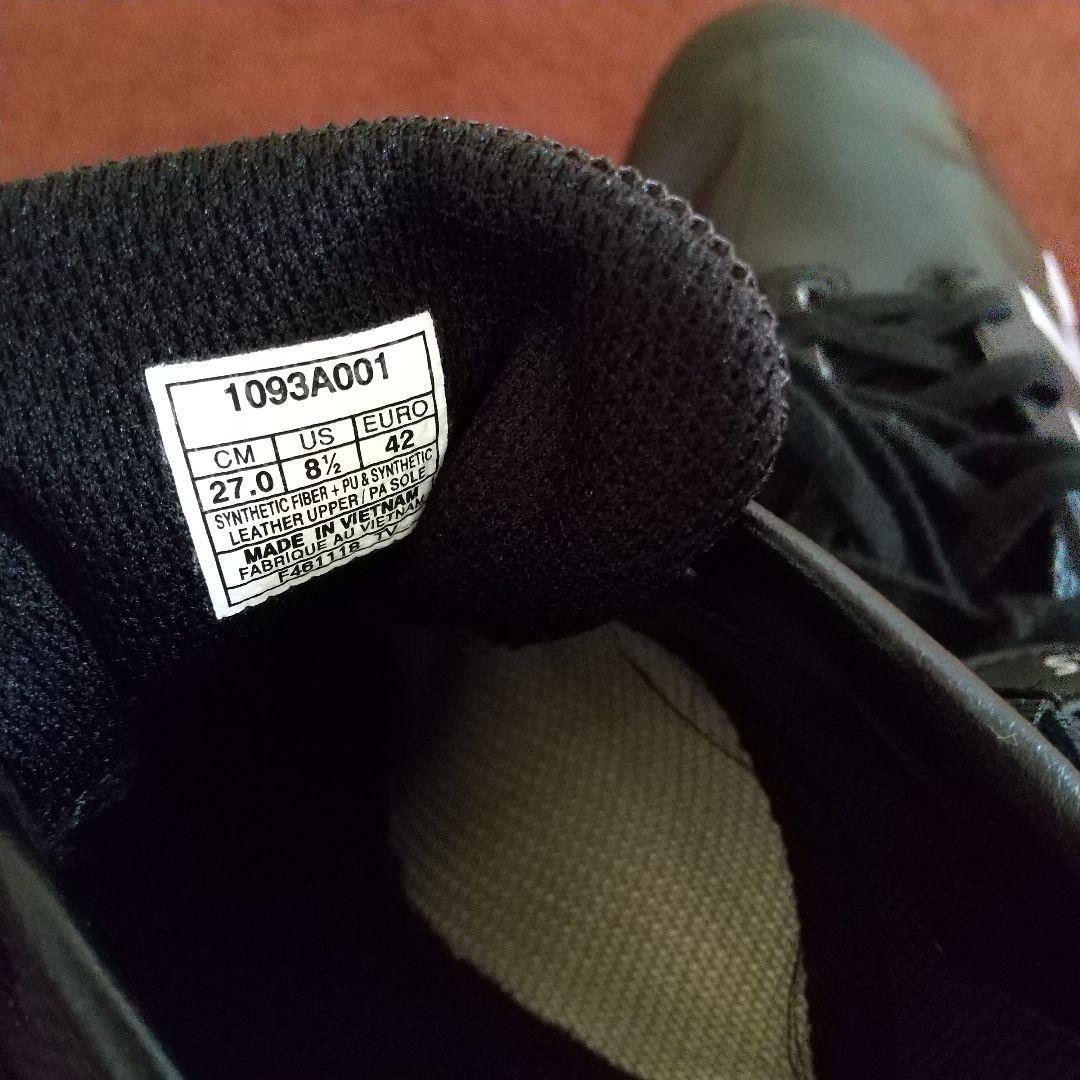 1093A001
CM US EURO
27.0 8½ 42
SYNTHETIC FIBER + PU & SYNTHETIC
LEATHER UPPER / PA SOLE
MADE IN VIETNAM
FABRIQUE AU VIETNAM
F461118 TV